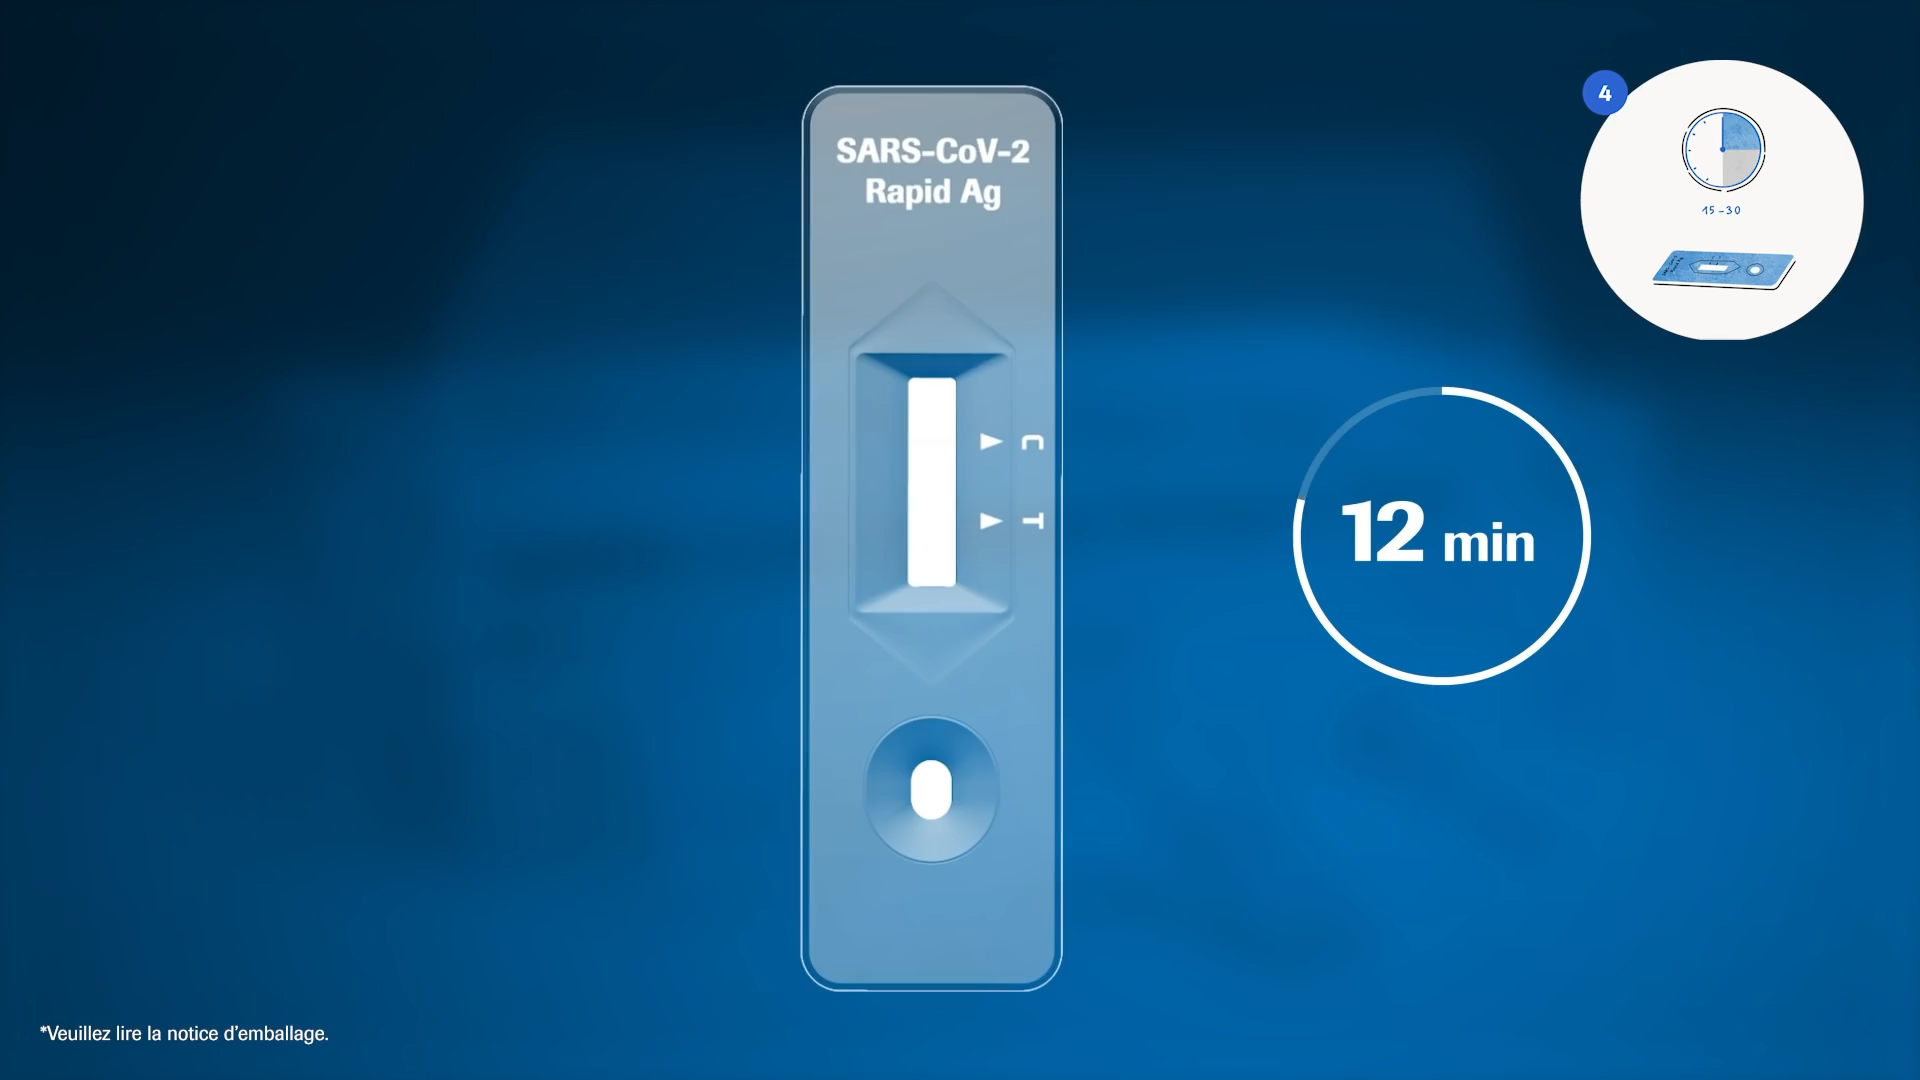 SARS-CoV-2
Rapid Ag
C
T
12 min
4
15-30
*Veuillez lire la notice d'emballage.